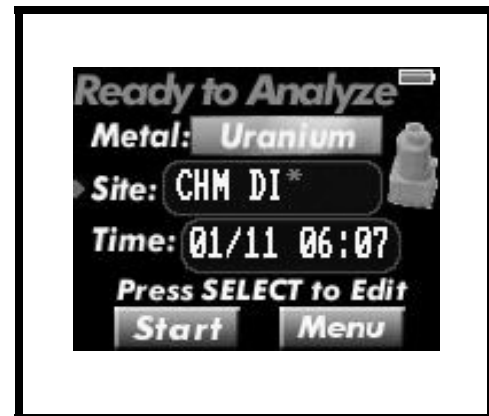 Ready to Analyze
Metal: Uranium
Site: CHM DI*
Time: 01/11 06:07
Press SELECT to Edit
Start Menu